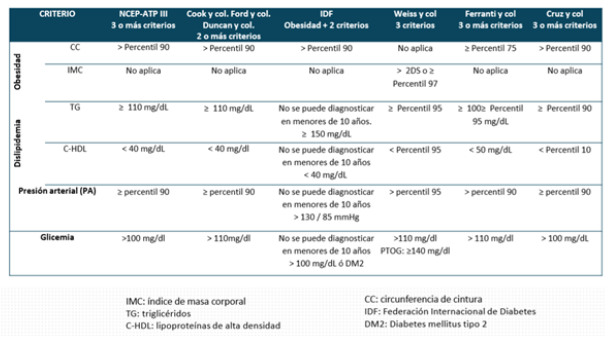 CRITERIO NCEP-ATP III Cook y col. Ford y col. IDF Weiss y col Ferranti y col Cruz y col
3 o más criterios Duncan y col. Obesidad + 2 criterios 3 criterios 3 o más criterios 3 o más criterios
2 o más criterios
Obesidad
CC > Percentil 90 > Percentil 90 > Percentil 90 No aplica ≥ Percentil 75 > Percentil 90
IMC No aplica No aplica No aplica > 2DS o ≥ No aplica No aplica
Percentil 97
Dislipidemia
TG ≥ 110 mg/dL ≥ 110 mg/dL No se puede diagnosticar ≥ Percentil 95 ≥ 100≥ Percentil ≥ Percentil 90
en menores de 10 años. 95 mg/dL
≥ 150 mg/dL
C-HDL < 40 mg/dL < 40 mg/dl No se puede diagnosticar < Percentil 95 < 50 mg/dL < Percentil 10
en menores de 10 años
< 40 mg/dL
Presión arterial (PA) ≥ percentil 90 ≥ percentil 90 No se puede diagnosticar > percentil 95 > percentil 90 ≥ percentil 90
en menores de 10 años
> 130 / 85 mmHg
Glicemia >100 mg/dl > 110mg/dl No se puede diagnosticar >110 mg/dl > 110 mg/dl > 100 mg/dL
en menores de 10 años PTOG: ≥140 mg/dl
> 100 mg/dL ó DM2
IMC: índice de masa corporal
TG: triglicéridos
C-HDL: lipoproteínas de alta densidad
CC: circunferencia de cintura
IDF: Federación Internacional de Diabetes
DM2: Diabetes mellitus tipo 2